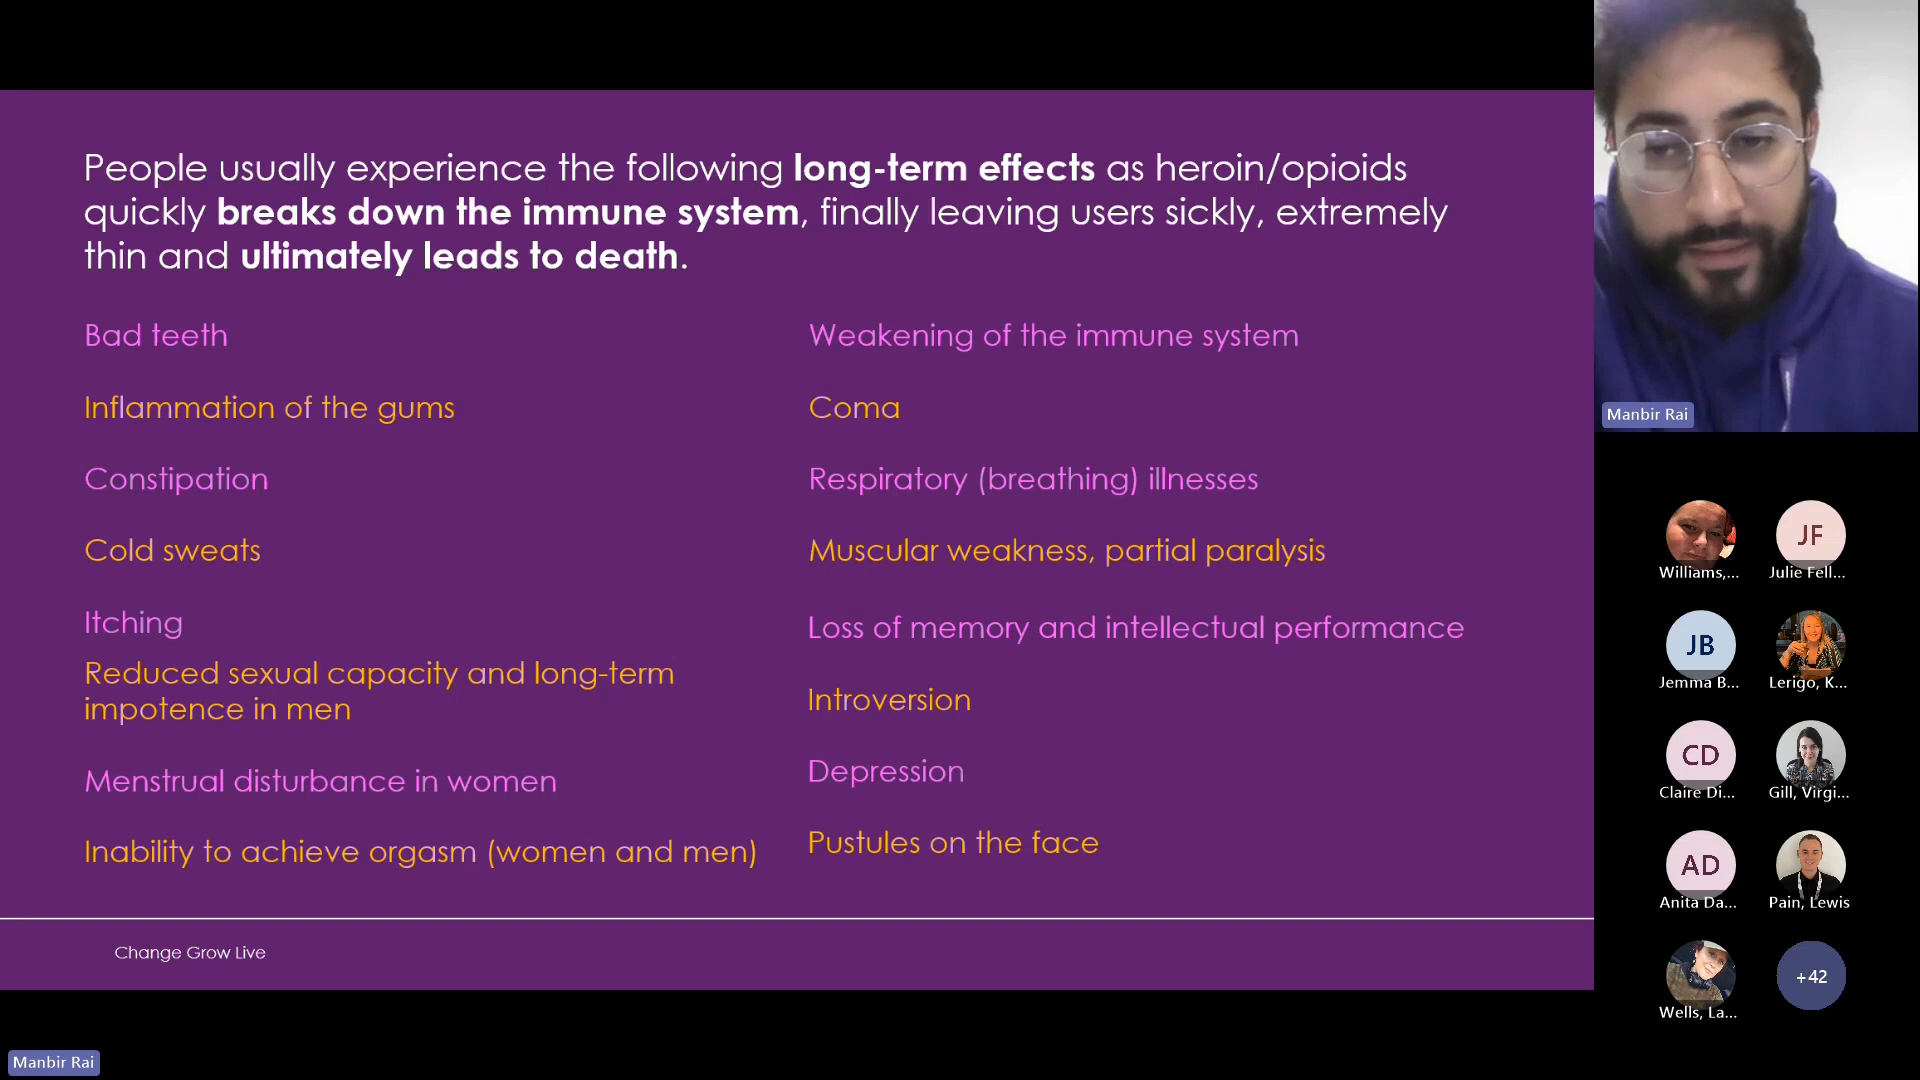 People usually experience the following long-term effects as heroin/opioids
quickly breaks down the immune system, finally leaving users sickly, extremely
thin and ultimately leads to death.
Bad teeth
Inflammation of the gums
Constipation
Cold sweats
Itching
Reduced sexual capacity and long-term
impotence in men
Menstrual disturbance in women
Inability to achieve orgasm (women and men)
Weakening of the immune system
Coma
Respiratory (breathing) illnesses
Muscular weakness, partial paralysis
Loss of memory and intellectual performance
Introversion
Depression
Pustules on the face
Change Grow Live
Manbir Rai
Manbir Rai
Williams,...
JF
Julie Fell...
JB
Jemma B...
Lerigo, K...
CD
Claire Di...
Gill, Virgi...
AD
Anita Da...
Pain, Lewis
Wells, La...
+42